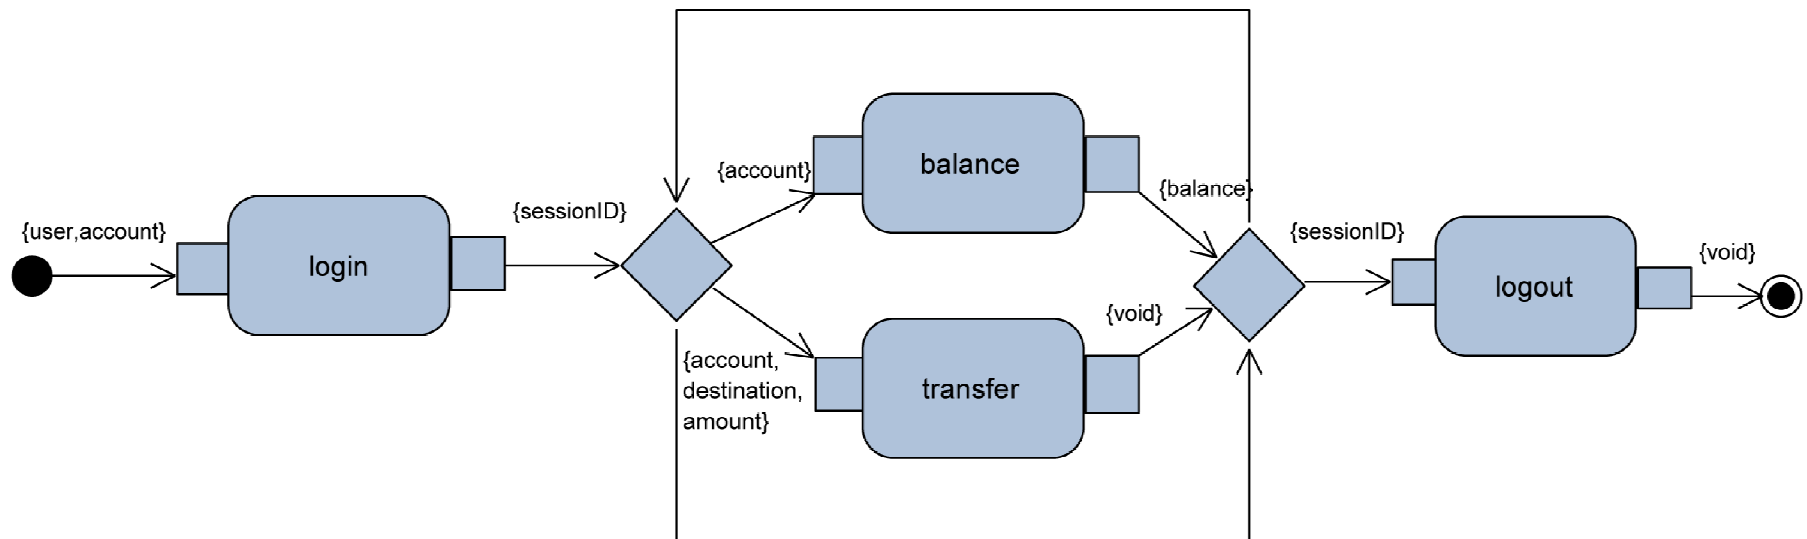 {user,account}
login
{sessionID}
{account}
balance
{balance}
{account,
destination,
amount}
transfer
{void}
{sessionID}
logout
{void}